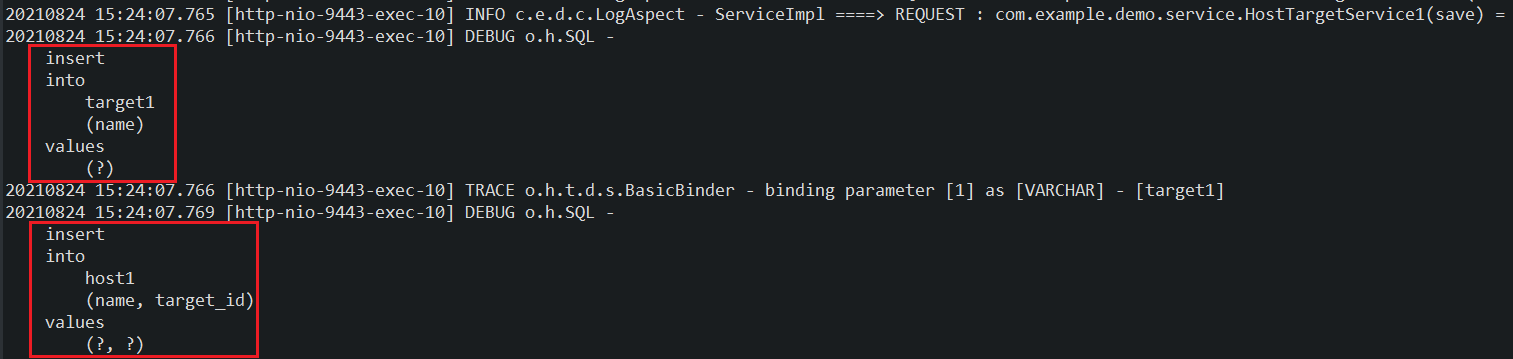 20210824 15:24:07.765 [http-nio-9443-exec-10] INFO c.e.d.c.LogAspect - ServiceImpl ====> REQUEST : com.example.demo.service.HostTargetService1(save) =
20210824 15:24:07.766 [http-nio-9443-exec-10] DEBUG o.h.SQL -
    insert
    into
        target1
        (name)
    values
        (?)
20210824 15:24:07.766 [http-nio-9443-exec-10] TRACE o.h.t.d.s.BasicBinder - binding parameter [1] as [VARCHAR] - [target1]
20210824 15:24:07.769 [http-nio-9443-exec-10] DEBUG o.h.SQL -
    insert
    into
        host1
        (name, target_id)
    values
        (?, ?)